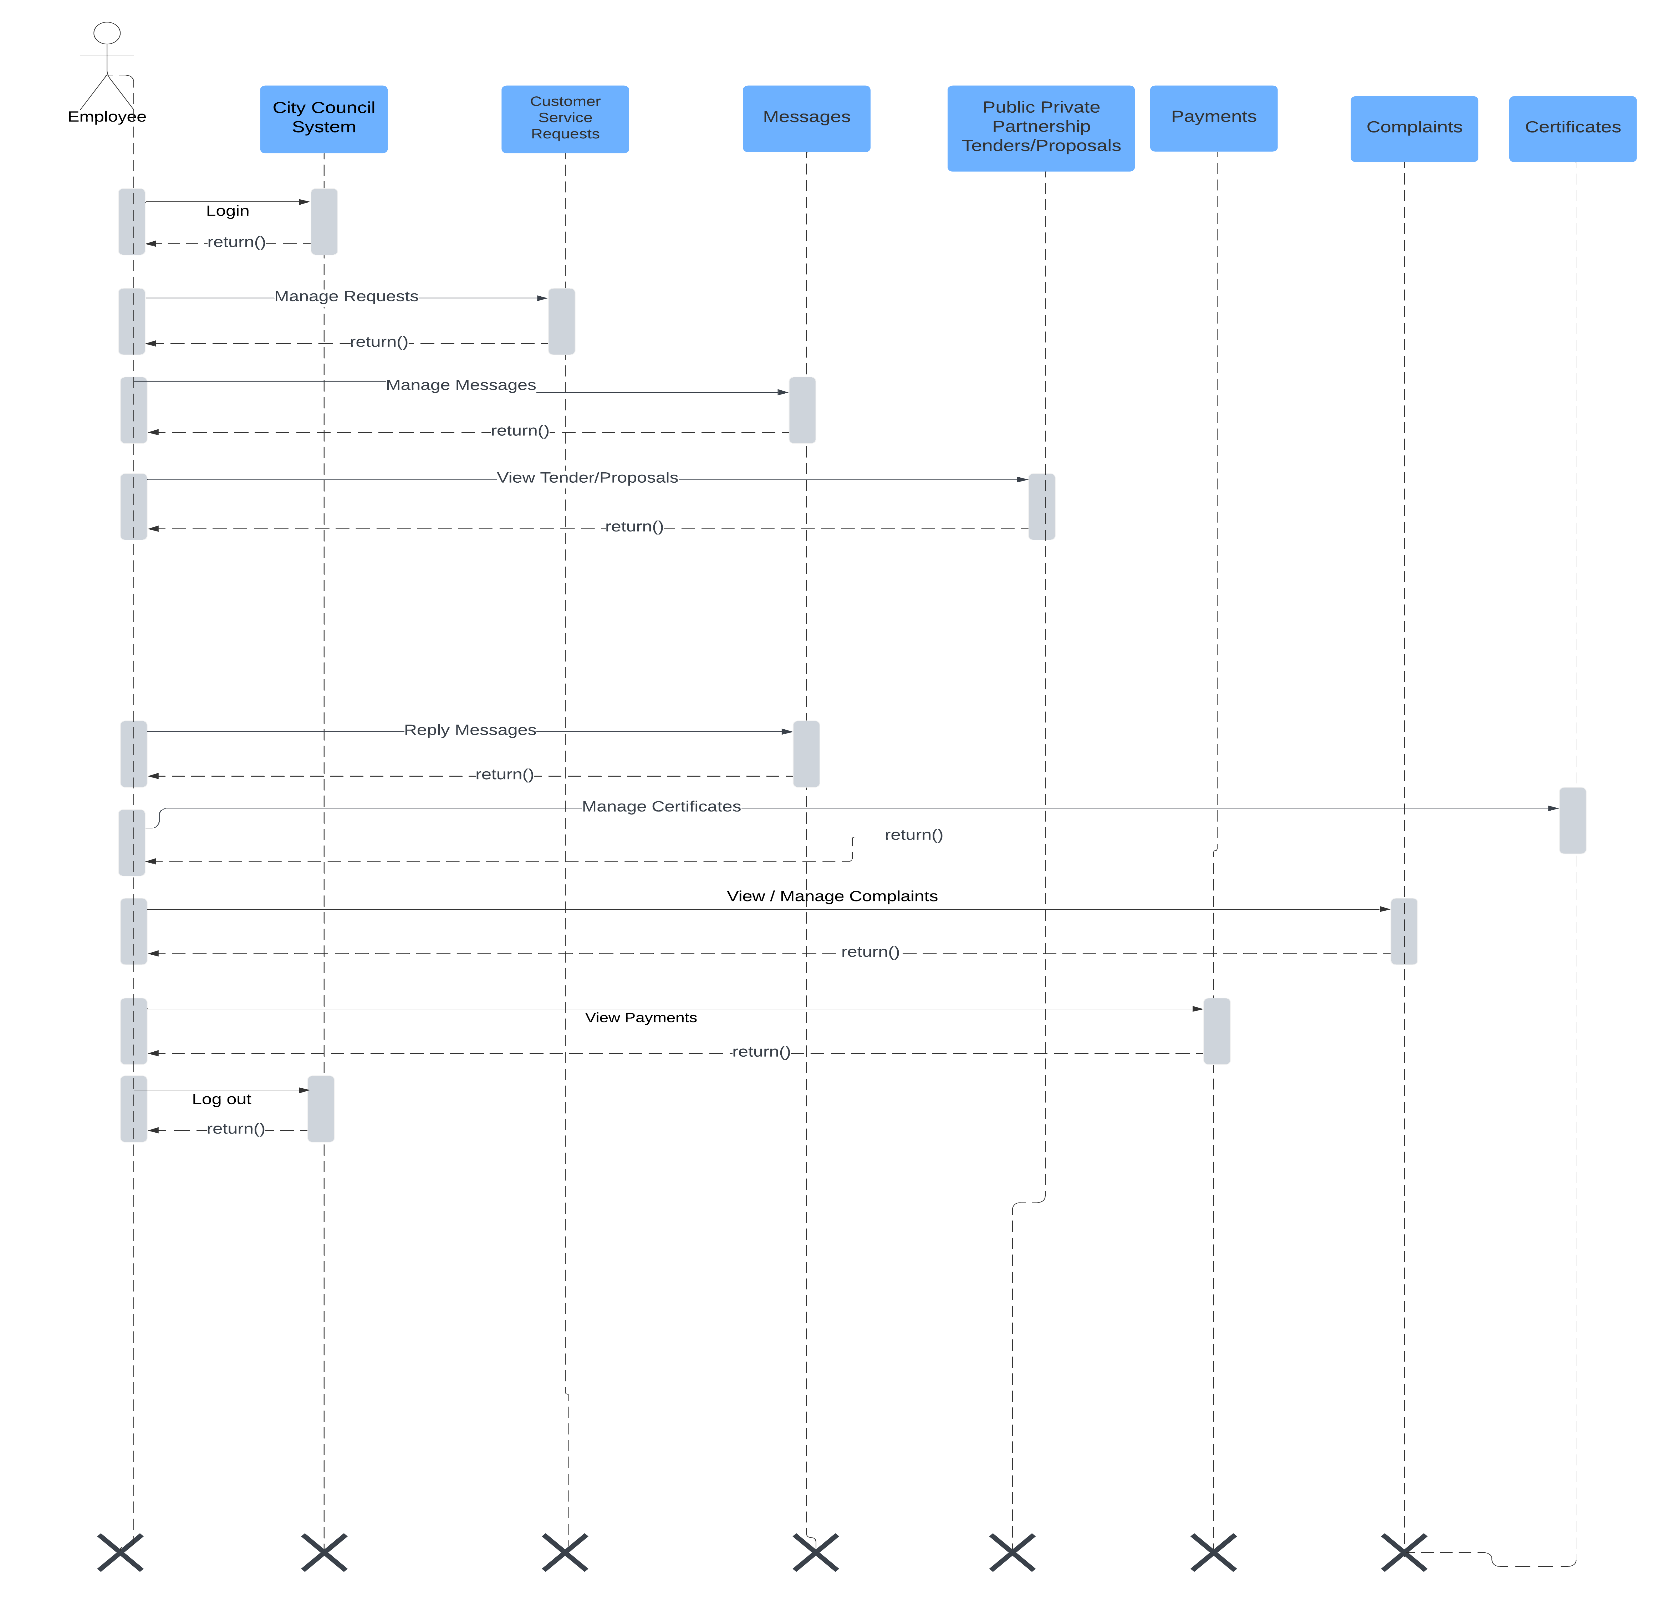 Employee
City Council
System
Customer
Service
Requests
Messages
Public Private
Partnership
Tenders/Proposals
Payments
Complaints
Certificates
Login
return()
Manage Requests
return()
Manage Messages
return()
View Tender/Proposals
return()
Reply Messages
return()
Manage Certificates
return()
View / Manage Complaints
return()
View Payments
return()
Log out
return()